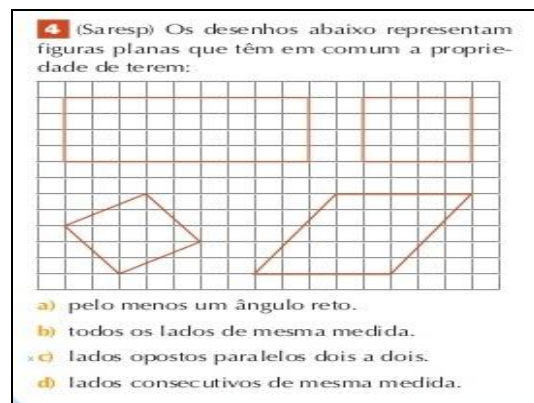 4 (Saresp) Os desenhos abaixo representam
figuras planas que têm em comum a proprie-
dade de terem:
a) pelo menos um ângulo reto.
b) todos os lados de mesma medida.
x c) lados opostos paralelos dois a dois.
d) lados consecutivos de mesma medida.